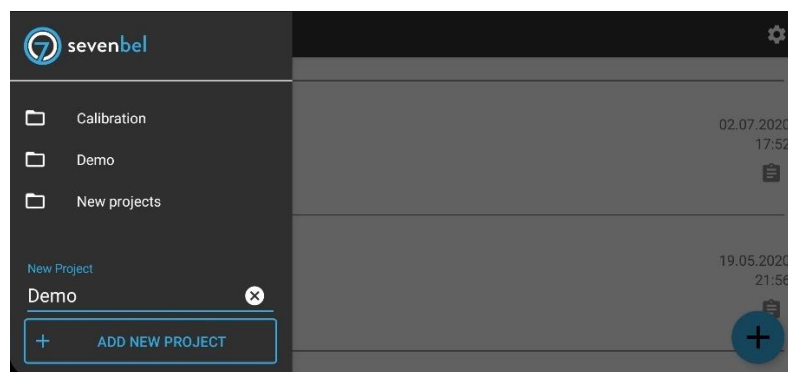 sevenbel
Calibration
Demo
New projects
New Project
Demo
ADD NEW PROJECT
02.07.2020
17:52
19.05.2020
21:56